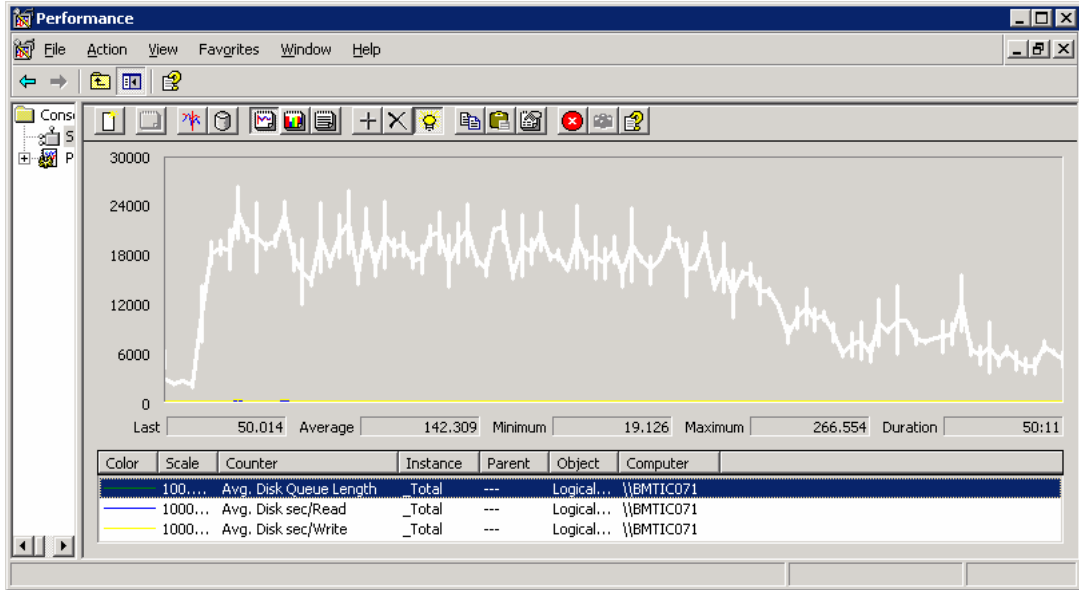 Performance
File Action View Favorites Window Help
Cons
S
P
30000
24000
18000
12000
6000
0
Last 50.014 Average 142.309 Minimum 19.126 Maximum 266.554 Duration 50:11
Color Scale Counter Instance Parent Object Computer
100.... Avg. Disk Queue Length _Total --- Logical... \\BMTIC071
1000... Avg. Disk sec/Read _Total --- Logical... \\BMTIC071
1000... Avg. Disk sec/Write _Total --- Logical... \\BMTIC071